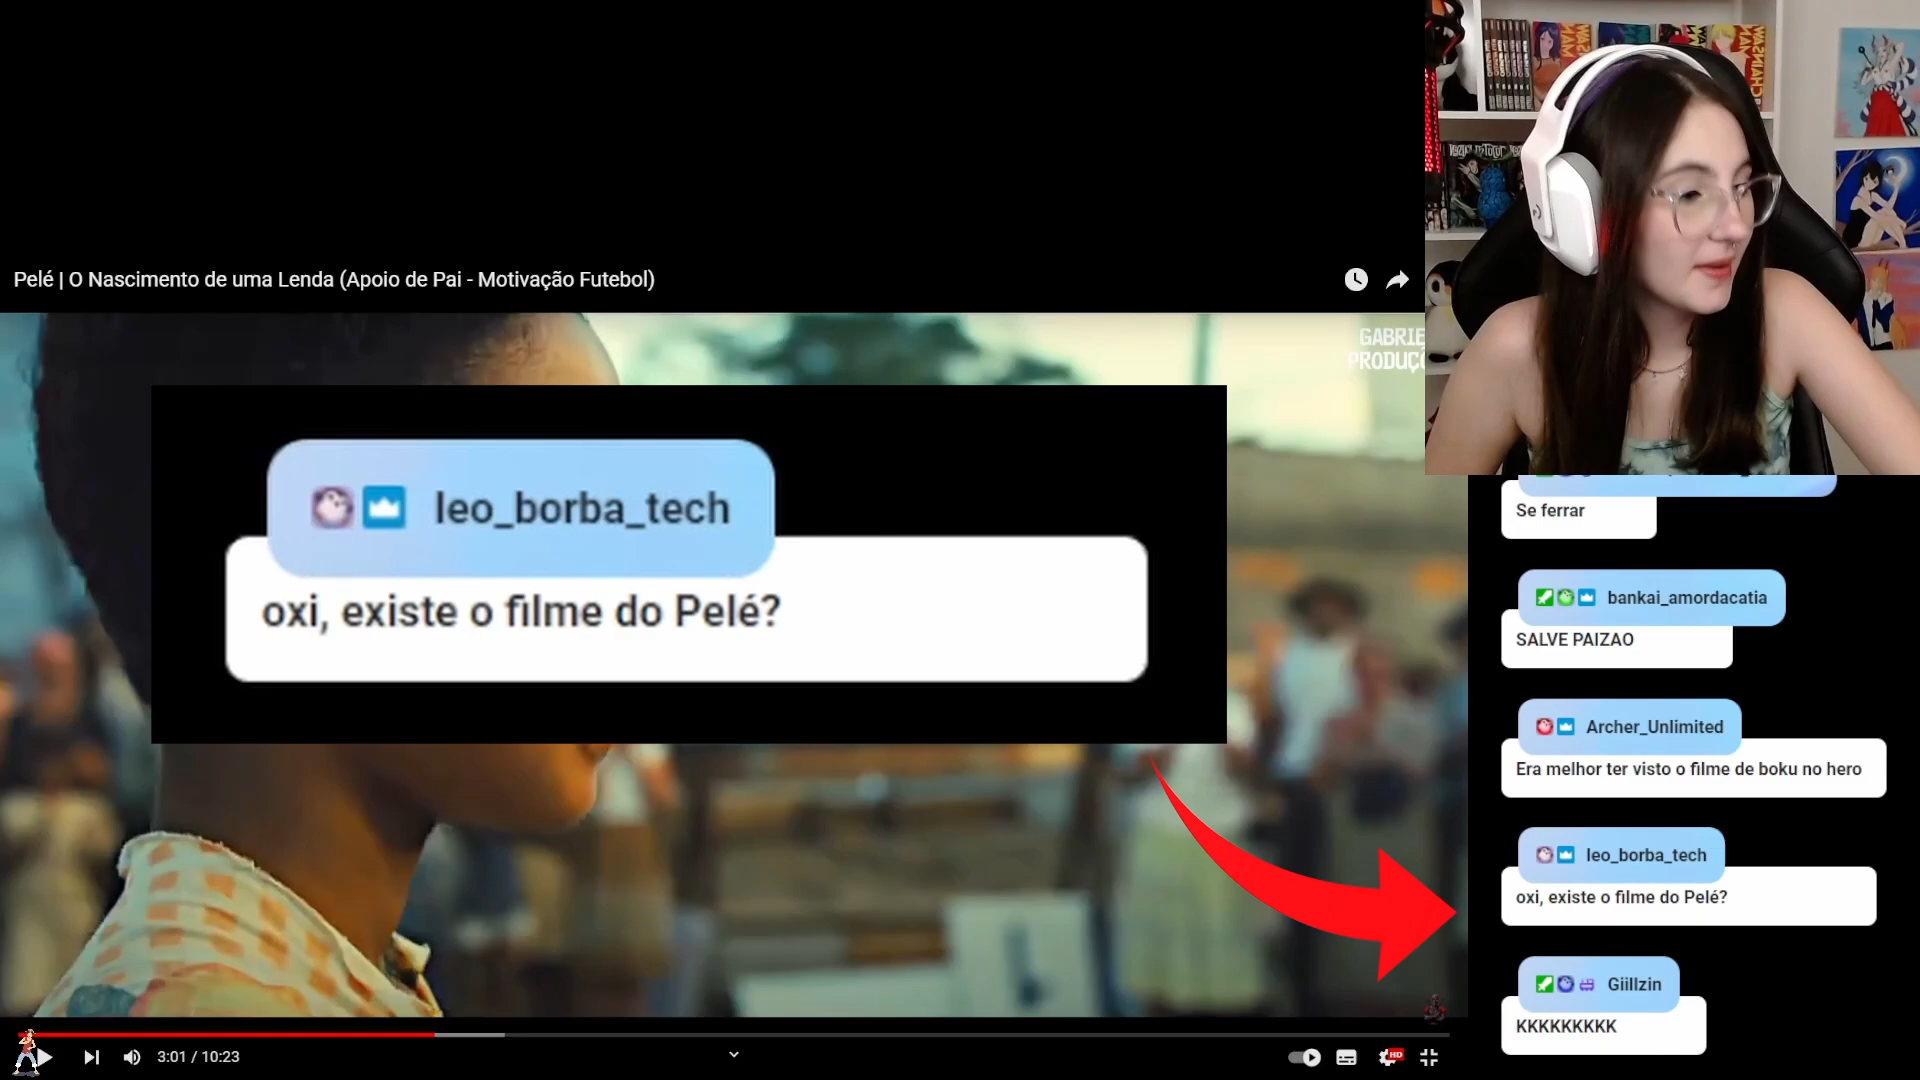 Pelé | O Nascimento de uma Lenda (Apoio de Pai - Motivação Futebol)
GABRIE
PRODUÇÕ
leo_borba_tech
oxi, existe o filme do Pelé?
Se ferrar
bankai_amordacatia
SALVE PAIZAO
Archer_Unlimited
Era melhor ter visto o filme de boku no hero
leo_borba_tech
oxi, existe o filme do Pelé?
Giillzin
KKKKKKKKK
3:01 / 10:23
HD